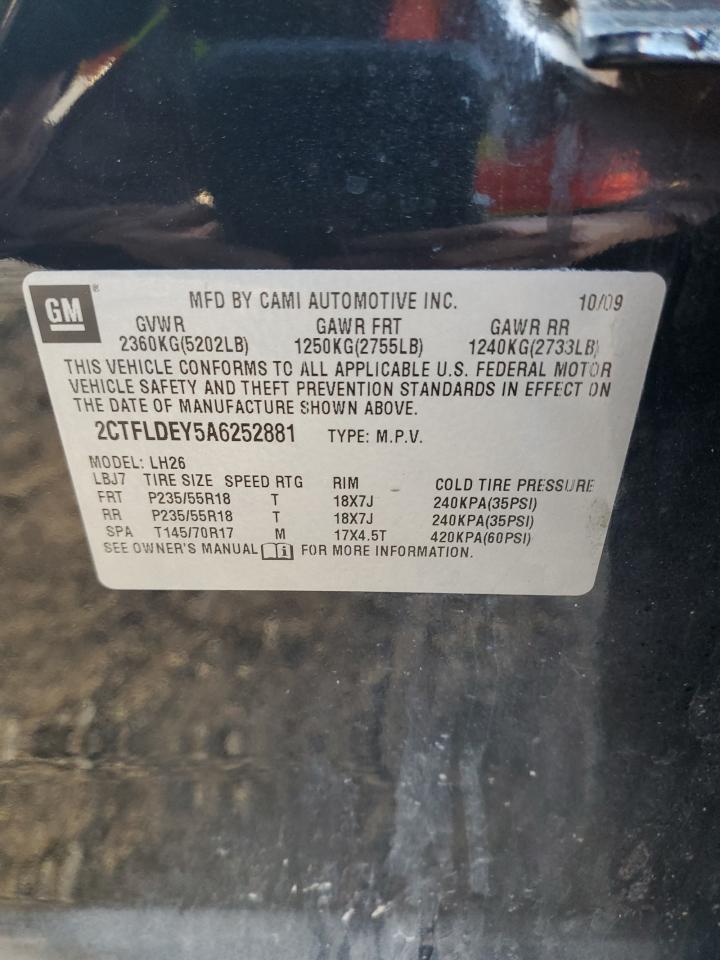 GM ® MFD BY CAMI AUTOMOTIVE INC. 10/09
GVWR GAWR FRT GAWR RR
2360KG(5202LB) 1250KG(2755LB) 1240KG(2733LB)
THIS VEHICLE CONFORMS TO ALL APPLICABLE U.S. FEDERAL MOTOR
VEHICLE SAFETY AND THEFT PREVENTION STANDARDS IN EFFECT ON
THE DATE OF MANUFACTURE SHOWN ABOVE.
2CTFLDEY5A6252881 TYPE: M.P.V.
MODEL: LH26
LBJ7 TIRE SIZE SPEED RTG RIM COLD TIRE PRESSURE
FRT P235/55R18 T 18X7J 240KPA(35PSI)
RR P235/55R18 T 18X7J 240KPA(35PSI)
SPA T145/70R17 M 17X4.5T 420KPA(60PSI)
SEE OWNER'S MANUAL i FOR MORE INFORMATION.